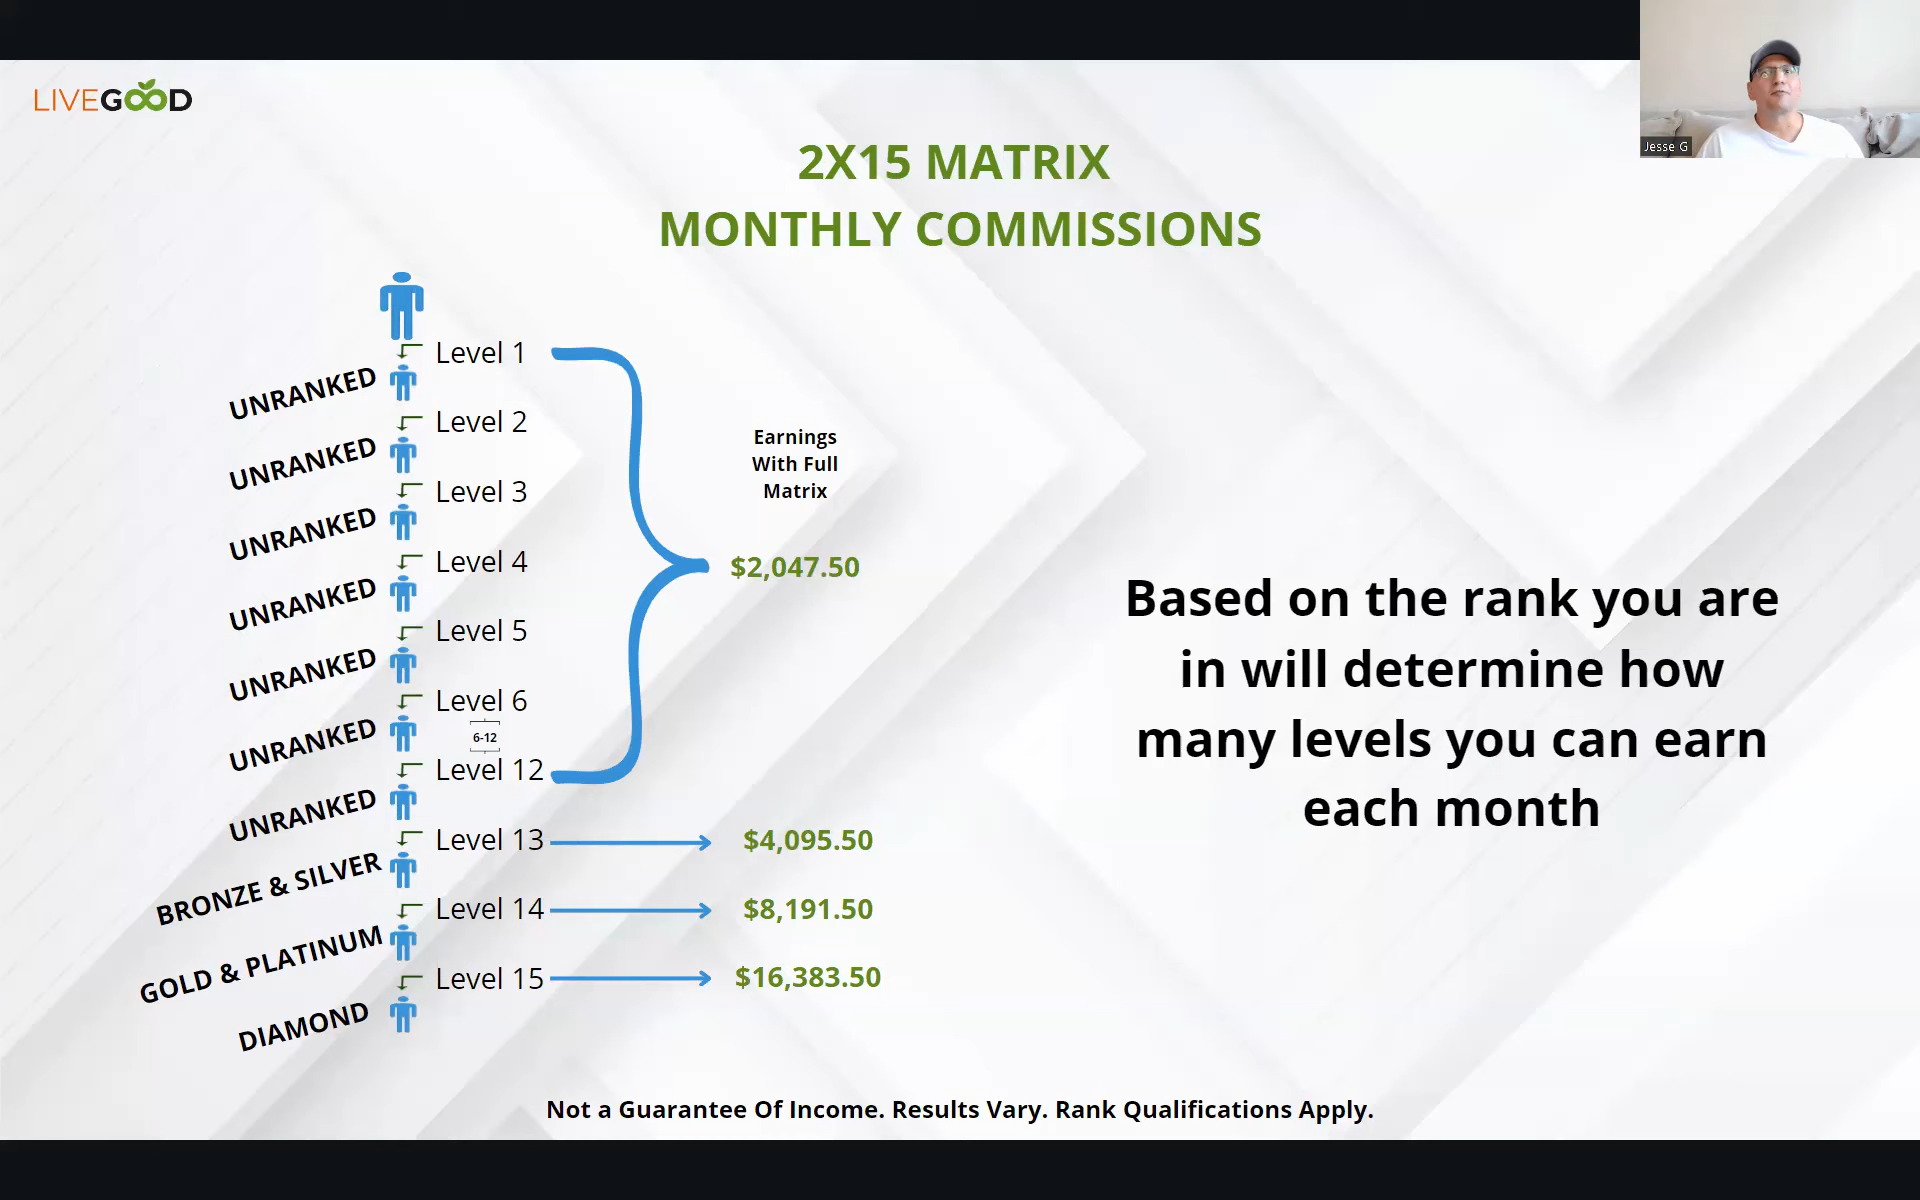 LIVEGOOD
Jesse G
2X15 MATRIX
MONTHLY COMMISSIONS
Level 1
UNRANKED
Level 2
UNRANKED
Level 3
UNRANKED
Level 4
UNRANKED
Level 5
UNRANKED
Level 6
6-12
UNRANKED
Level 12
UNRANKED
Level 13
BRONZE & SILVER
Level 14
GOLD & PLATINUM
Level 15
DIAMOND
Earnings
With Full
Matrix
$2,047.50
$4,095.50
$8,191.50
$16,383.50
Based on the rank you are
in will determine how
many levels you can earn
each month
Not a Guarantee Of Income. Results Vary. Rank Qualifications Apply.